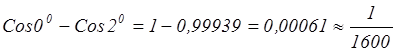 Cos0⁰ − Cos2⁰ = 1 − 0,99939 = 0,00061 ≈ 1/1600